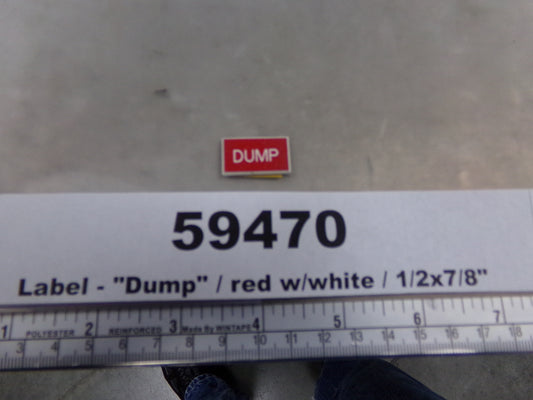 DUMP
59470
Label - "Dump" / red w/white / 1/2x7/8"
1 POLYESTER 2 REINFORCED 3 Made By WINTAPE 4 5 6 7
3 4 5 6 7 8 9 10 11 12 13 14 15 16 17 18